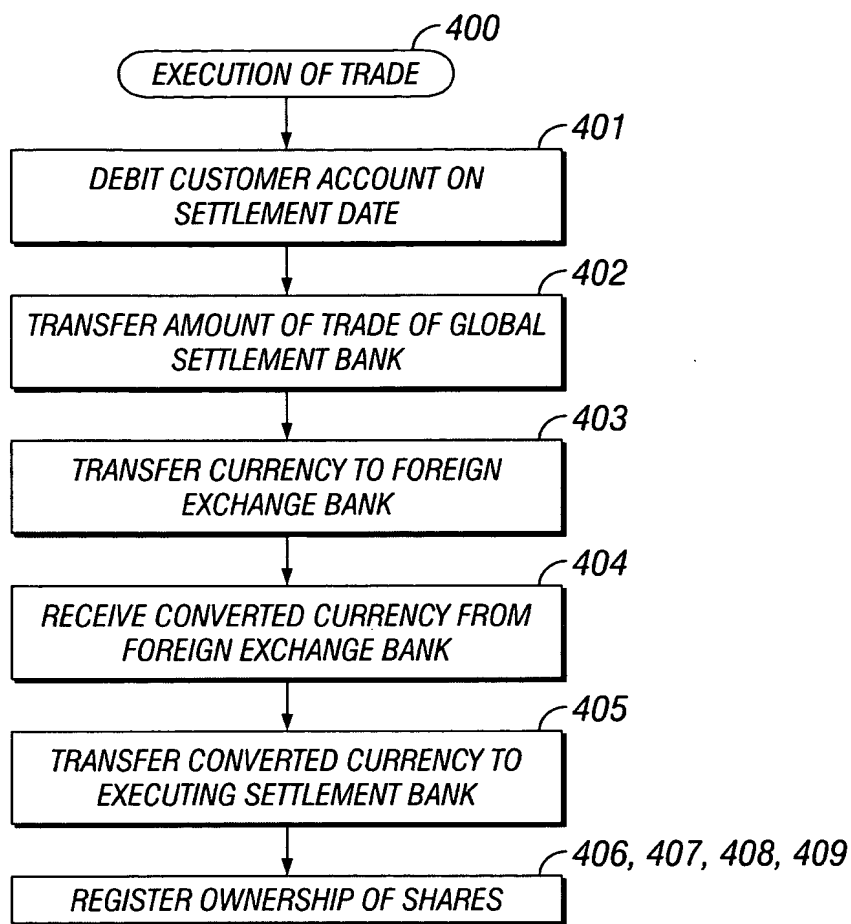 400
EXECUTION OF TRADE
401
DEBIT CUSTOMER ACCOUNT ON
SETTLEMENT DATE
402
TRANSFER AMOUNT OF TRADE OF GLOBAL
SETTLEMENT BANK
403
TRANSFER CURRENCY TO FOREIGN
EXCHANGE BANK
404
RECEIVE CONVERTED CURRENCY FROM
FOREIGN EXCHANGE BANK
405
TRANSFER CONVERTED CURRENCY TO
EXECUTING SETTLEMENT BANK
406, 407, 408, 409
REGISTER OWNERSHIP OF SHARES